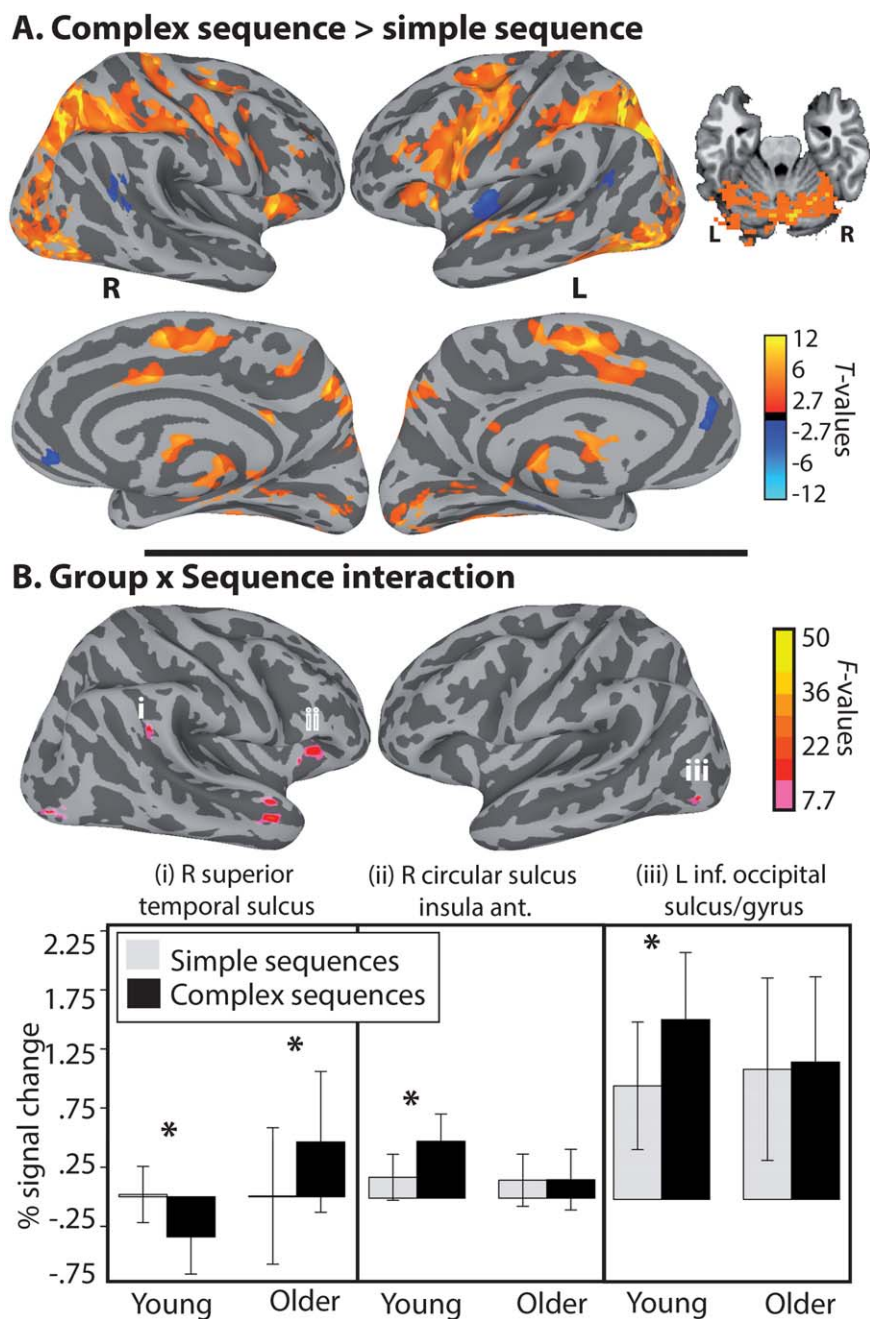 A. Complex sequence > simple sequence
L R
R L
12
6
2.7
-2.7
-6
-12
T-values
B. Group x Sequence interaction
i ii iii
50
36
22
7.7
F-values
(i) R superior temporal sulcus
(ii) R circular sulcus insula ant.
(iii) L inf. occipital sulcus/gyrus
2.25
1.75
1.25
.75
.25
-.25
-.75
% signal change
Simple sequences
Complex sequences
* * * *
Young Older Young Older Young Older